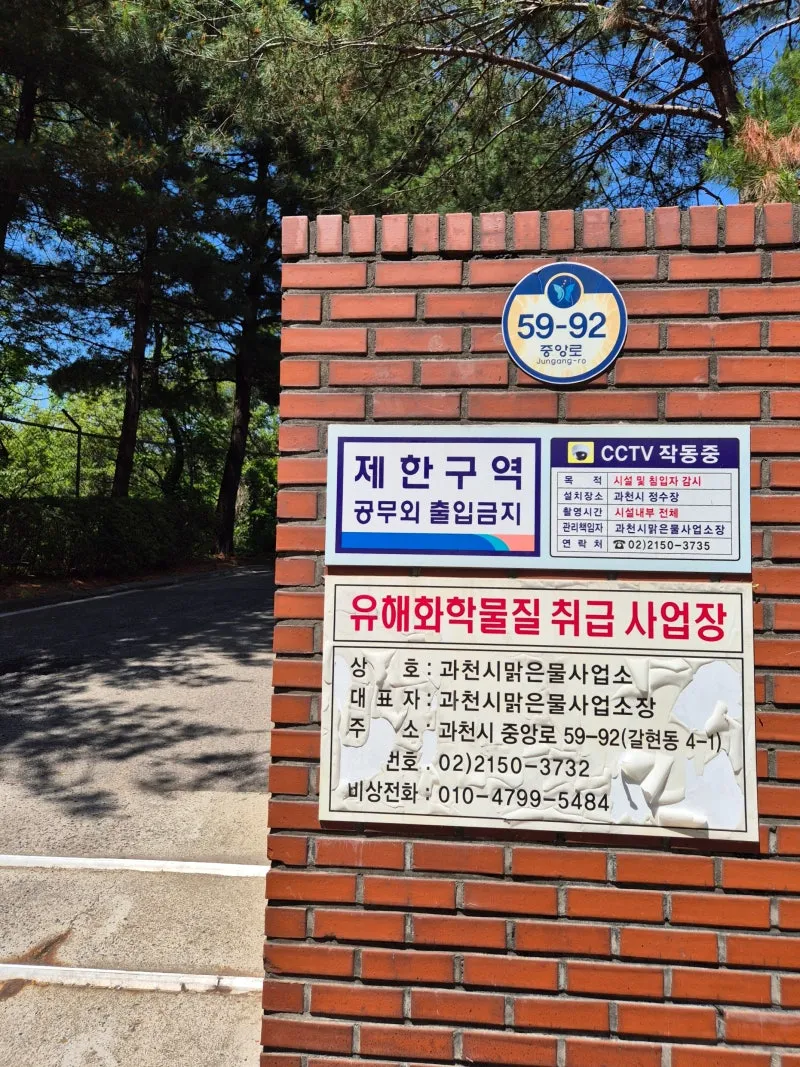 59-92
중앙로
Jungang-ro
제한구역
공무외 출입금지
CCTV 작동중
목 적 시설 및 침입자 감시
설치장소 과천시 정수장
촬영시간 시설내부 전체
관리책임자 과천시맑은물사업소장
연 락 처 ☎02)2150-3735
유해화학물질 취급 사업장
상 호 : 과천시맑은물사업소
대 표 자 : 과천시맑은물사업소장
주 소 : 과천시 중앙로 59-92(갈현동 4-1)
번호 : 02)2150-3732
비상전화 : 010-4799-5484